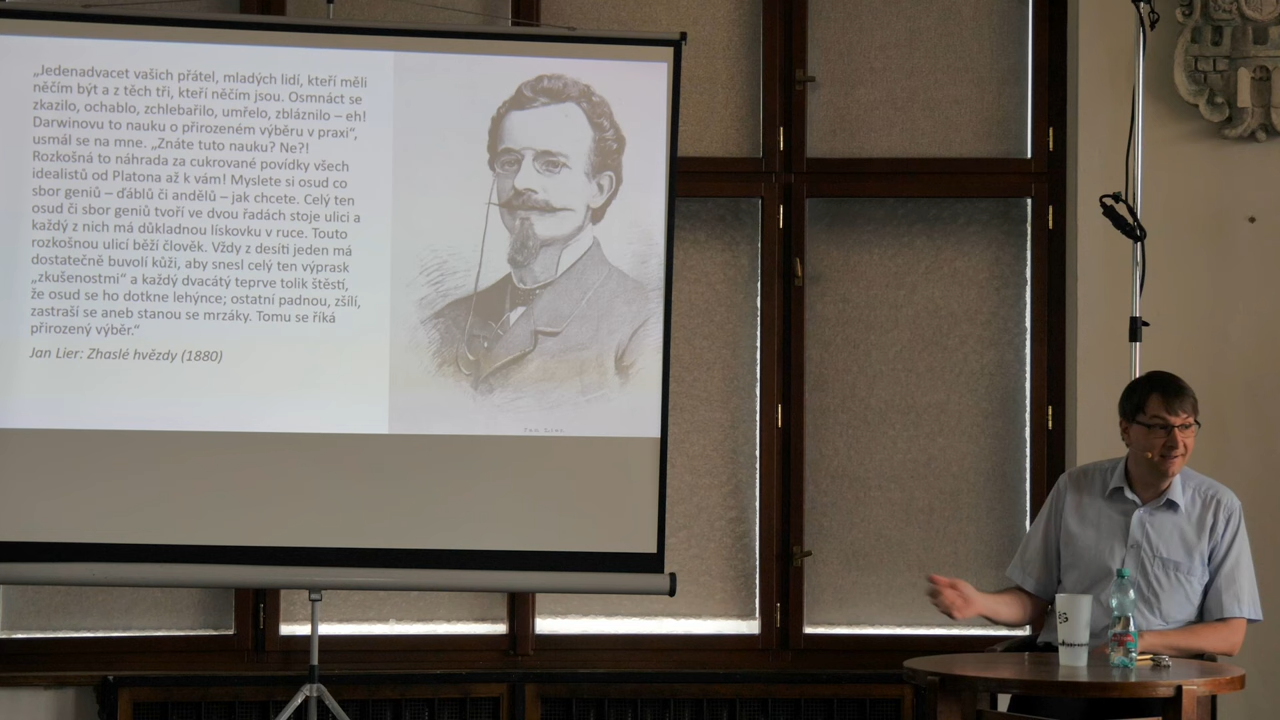 „Jedenadvacet vašich přátel, mladých lidí, kteří měli
něčím být a z těch tři, kteří něčím jsou. Osmnáct se
zkazilo, ochablo, zchlebařilo, umřelo, zbláznilo – eh!
Darwinovu to nauku o přirozeném výběru v praxi“,
usmál se na mne. „Znáte tuto nauku? Ne?!
Rozkošná to náhrada za cukrované povídky všech
idealistů od Platona až k vám! Myslete si osud co
sbor geniů – ďáblů či andělů – jak chcete. Celý ten
osud či sbor geniů tvoří ve dvou řadách stoje ulici a
každý z nich má důkladnou lískovku v ruce. Touto
rozkošnou ulicí běží člověk. Vždy z desíti jeden má
dostatečně buvolí kůži, aby snesl celý ten výprask
„zkušenostmi“ a každý dvacátý teprve tolik štěstí,
že osud se ho dotkne lehýnce; ostatní padnou, zšílí,
zastraší se aneb stanou se mrzáky. Tomu se říká
přirozený výběr.“
Jan Lier: Zhaslé hvězdy (1880)
JAN LIER